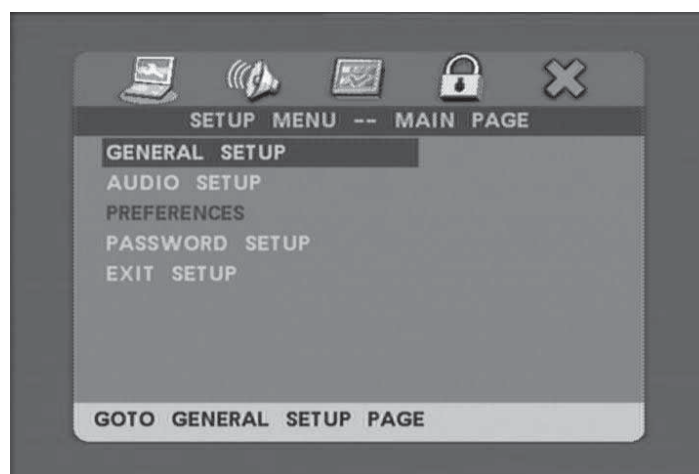 SETUP MENU -- MAIN PAGE
GENERAL SETUP
AUDIO SETUP
PREFERENCES
PASSWORD SETUP
EXIT SETUP
GOTO GENERAL SETUP PAGE